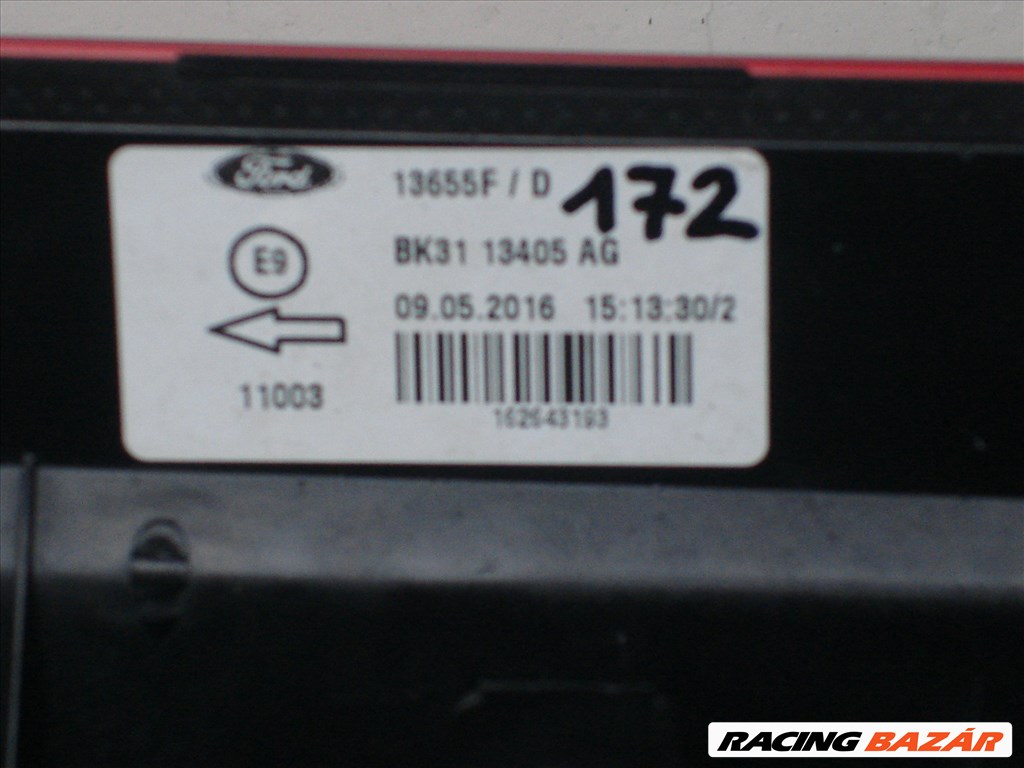 Ford
13655F / D 172
E9
BK31 13405 AG
09.05.2016 15:13:30/2
11003
162643193
RACING BAZÁR